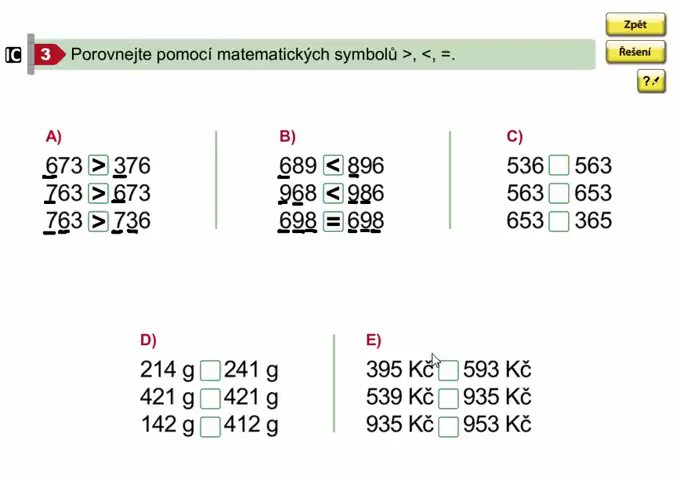 Zpět
3 Porovnejte pomocí matematických symbolů >, <, =.
Řešení
?
A)
673 > 376
763 > 673
763 > 736
B)
689 < 896
968 < 986
698 = 698
C)
536 563
563 653
653 365
D)
214 g 241 g
421 g 421 g
142 g 412 g
E)
395 Kč 593 Kč
539 Kč 935 Kč
935 Kč 953 Kč